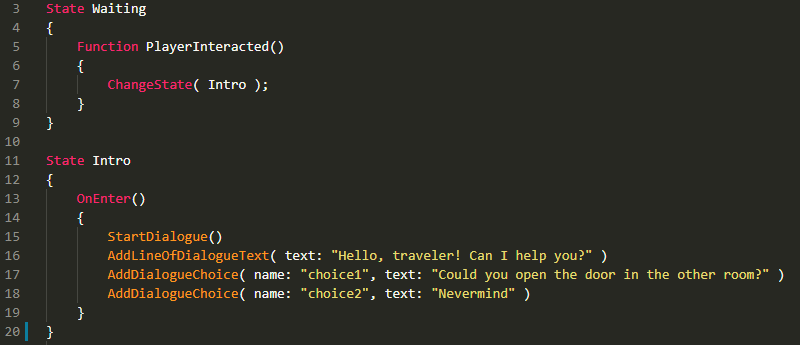 3 State Waiting
4 {
5     Function PlayerInteracted()
6     {
7         ChangeState( Intro );
8     }
9 }
10
11 State Intro
12 {
13     OnEnter()
14     {
15         StartDialogue()
16         AddLineOfDialogueText( text: "Hello, traveler! Can I help you?" )
17         AddDialogueChoice( name: "choice1", text: "Could you open the door in the other room?" )
18         AddDialogueChoice( name: "choice2", text: "Nevermind" )
19     }
20 }